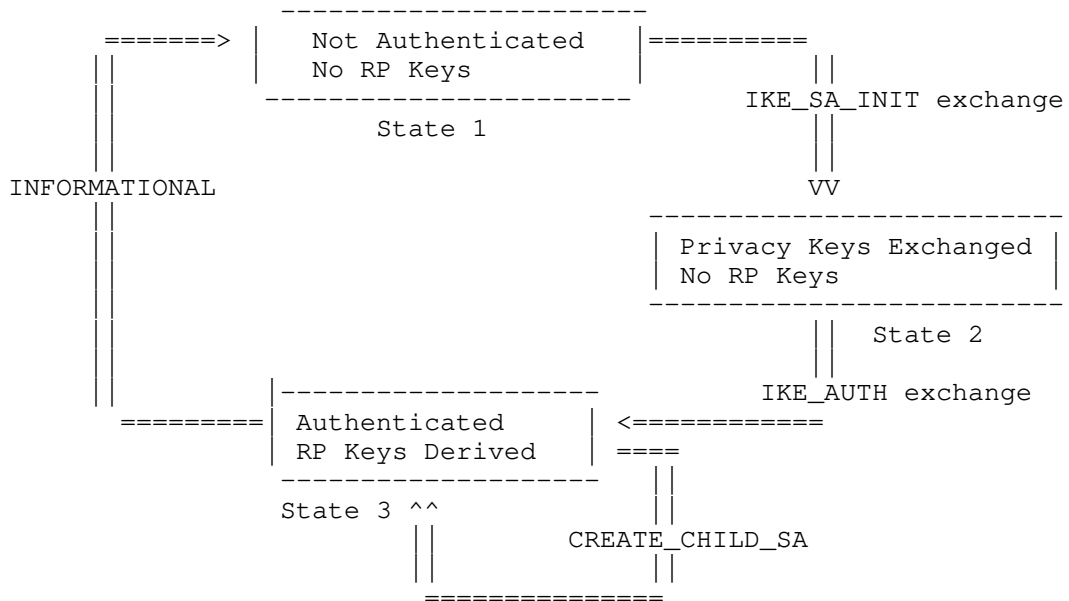 Not Authenticated
No RP Keys
IKE_SA_INIT exchange
State 1
INFORMATIONAL
VV
Privacy Keys Exchanged
No RP Keys
State 2
IKE_AUTH exchange
Authenticated
RP Keys Derived
State 3 ^^
CREATE_CHILD_SA